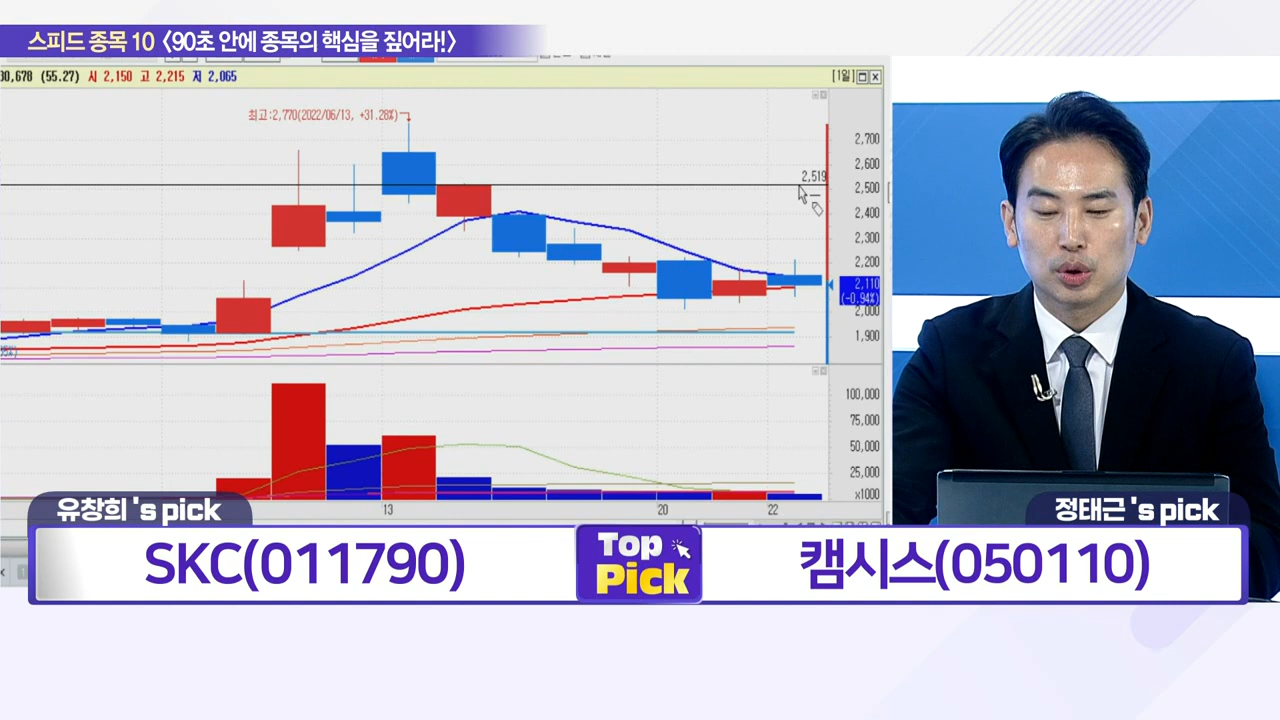 스피드 종목 10 〈90초 안에 종목의 핵심을 짚어라!〉
30,678 (55.27) 시 2,150 고 2,215 저 2,065
[1일]
최고:2,770(2022/06/13, +31.28%)
2,700
2,600
2,519
2,500
2,400
2,300
2,200
2,110
(-0.94%)
2,000
1,900
95%)
100,000
75,000
50,000
25,000
x1000
13
20
22
유창희 's pick
정태근 's pick
SKC(011790)
Top Pick
캠시스(050110)